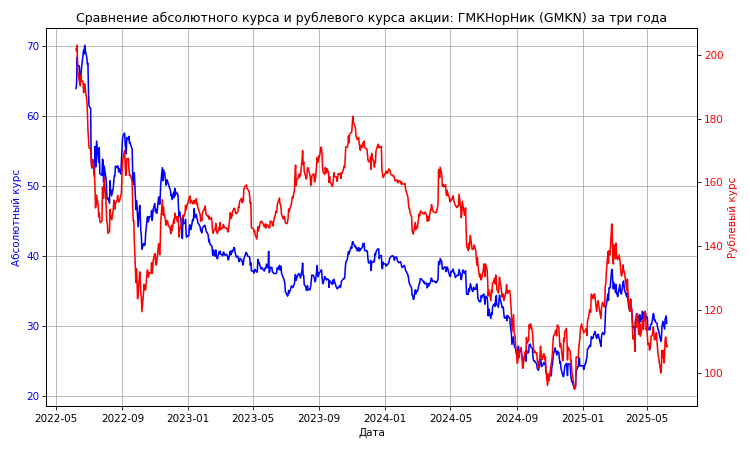 Сравнение абсолютного курса и рублевого курса акции: ГМКНорНик (GMKN) за три года
70
60
50
40
30
20
Абсолютный курс
200
180
160
140
120
100
Рублевый курс
2022-05 2022-09 2023-01 2023-05 2023-09 2024-01 2024-05 2024-09 2025-01 2025-05
Дата